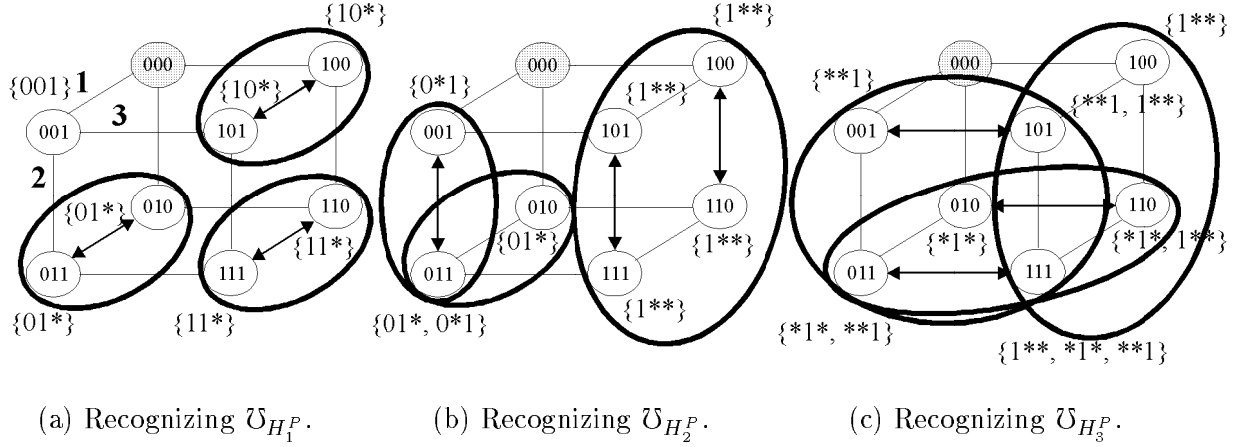 {10*} {1**}
000 100 000 100 {1**}
{001} 1 {10*} {0*1} {1**} {**1} 000 100
3 {**1, 1**}
001 101 001 101 001 101
2
{01*} 010 110 010 110 010 110
{11*} {01*} {1**} {*1*} {*1*, 1**}
011 111 011 111 011 111
{01*} {11*} {01*, 0*1} {1**} {*1*, **1} {1**, *1*, **1}
(a) Recognizing ℧_{H_1^P}. (b) Recognizing ℧_{H_2^P}. (c) Recognizing ℧_{H_3^P}.